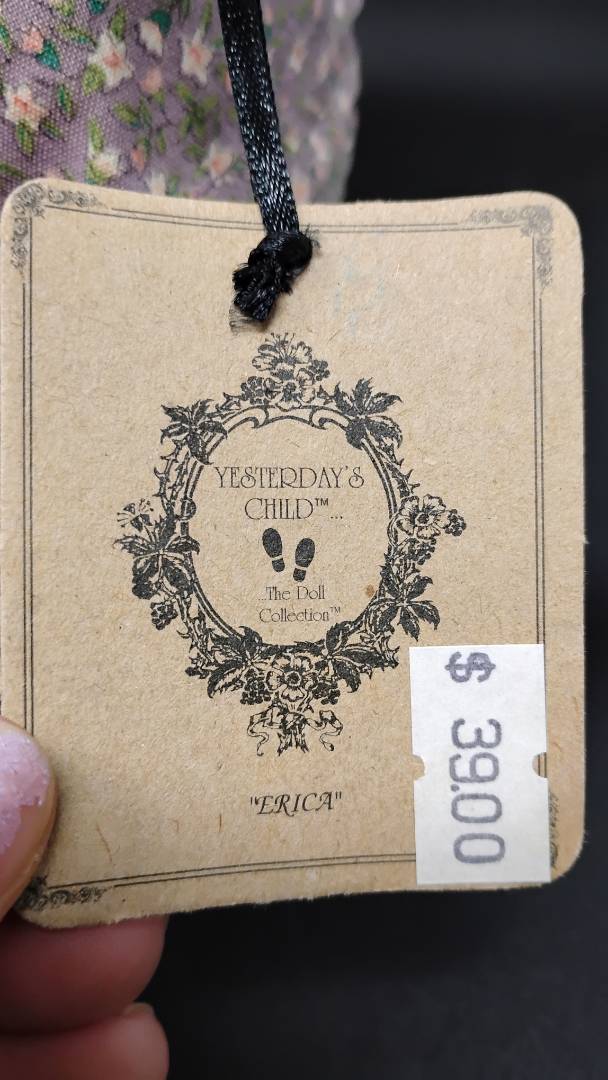 YESTERDAY'S
CHILD™...
...The Doll
Collection™
"ERICA"
$ 39.00